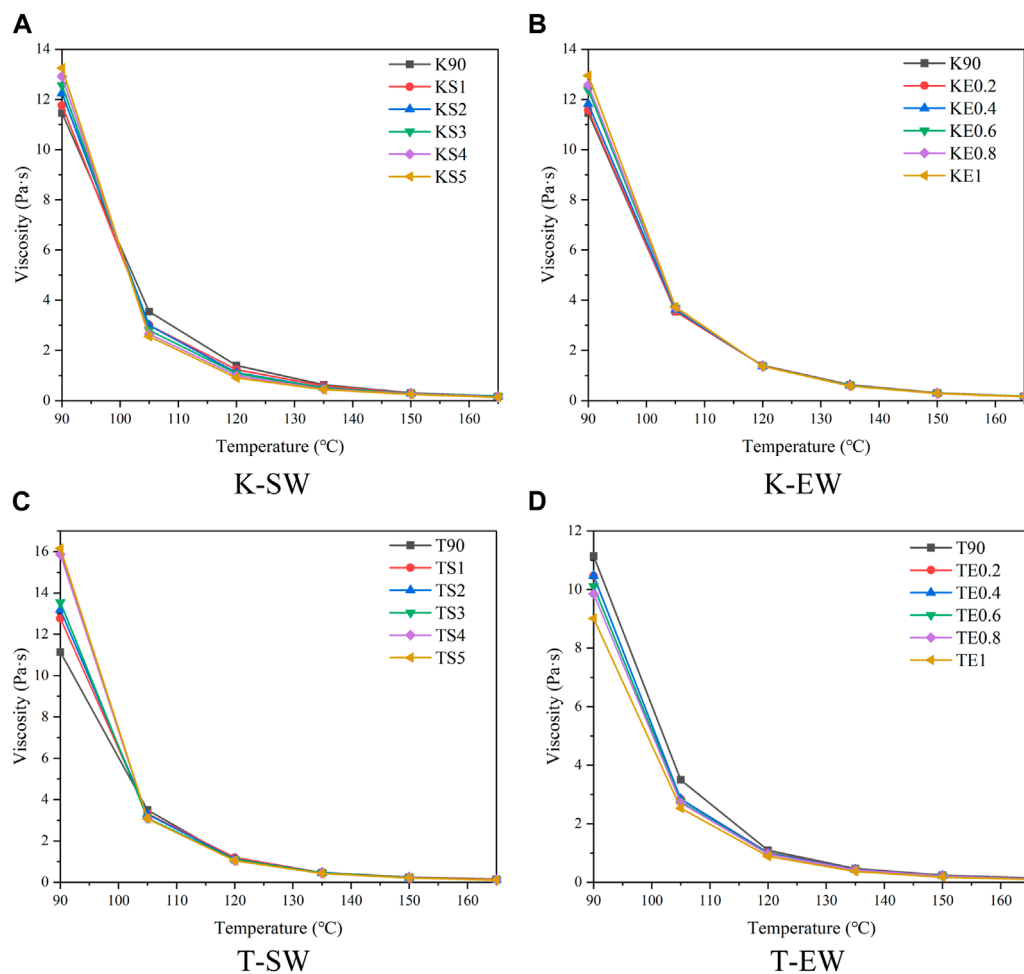 A
14
12
10
8
6
4
2
0
Viscosity (Pa·s)
K90
KS1
KS2
KS3
KS4
KS5
90 100 110 120 130 140 150 160
Temperature (℃)
K-SW
B
14
12
10
8
6
4
2
0
Viscosity (Pa·s)
K90
KE0.2
KE0.4
KE0.6
KE0.8
KE1
90 100 110 120 130 140 150 160
Temperature (℃)
K-EW
C
16
14
12
10
8
6
4
2
0
Viscosity (Pa·s)
T90
TS1
TS2
TS3
TS4
TS5
90 100 110 120 130 140 150 160
Temperature (℃)
T-SW
D
12
10
8
6
4
2
0
Viscosity (Pa·s)
T90
TE0.2
TE0.4
TE0.6
TE0.8
TE1
90 100 110 120 130 140 150 160
Temperature (℃)
T-EW